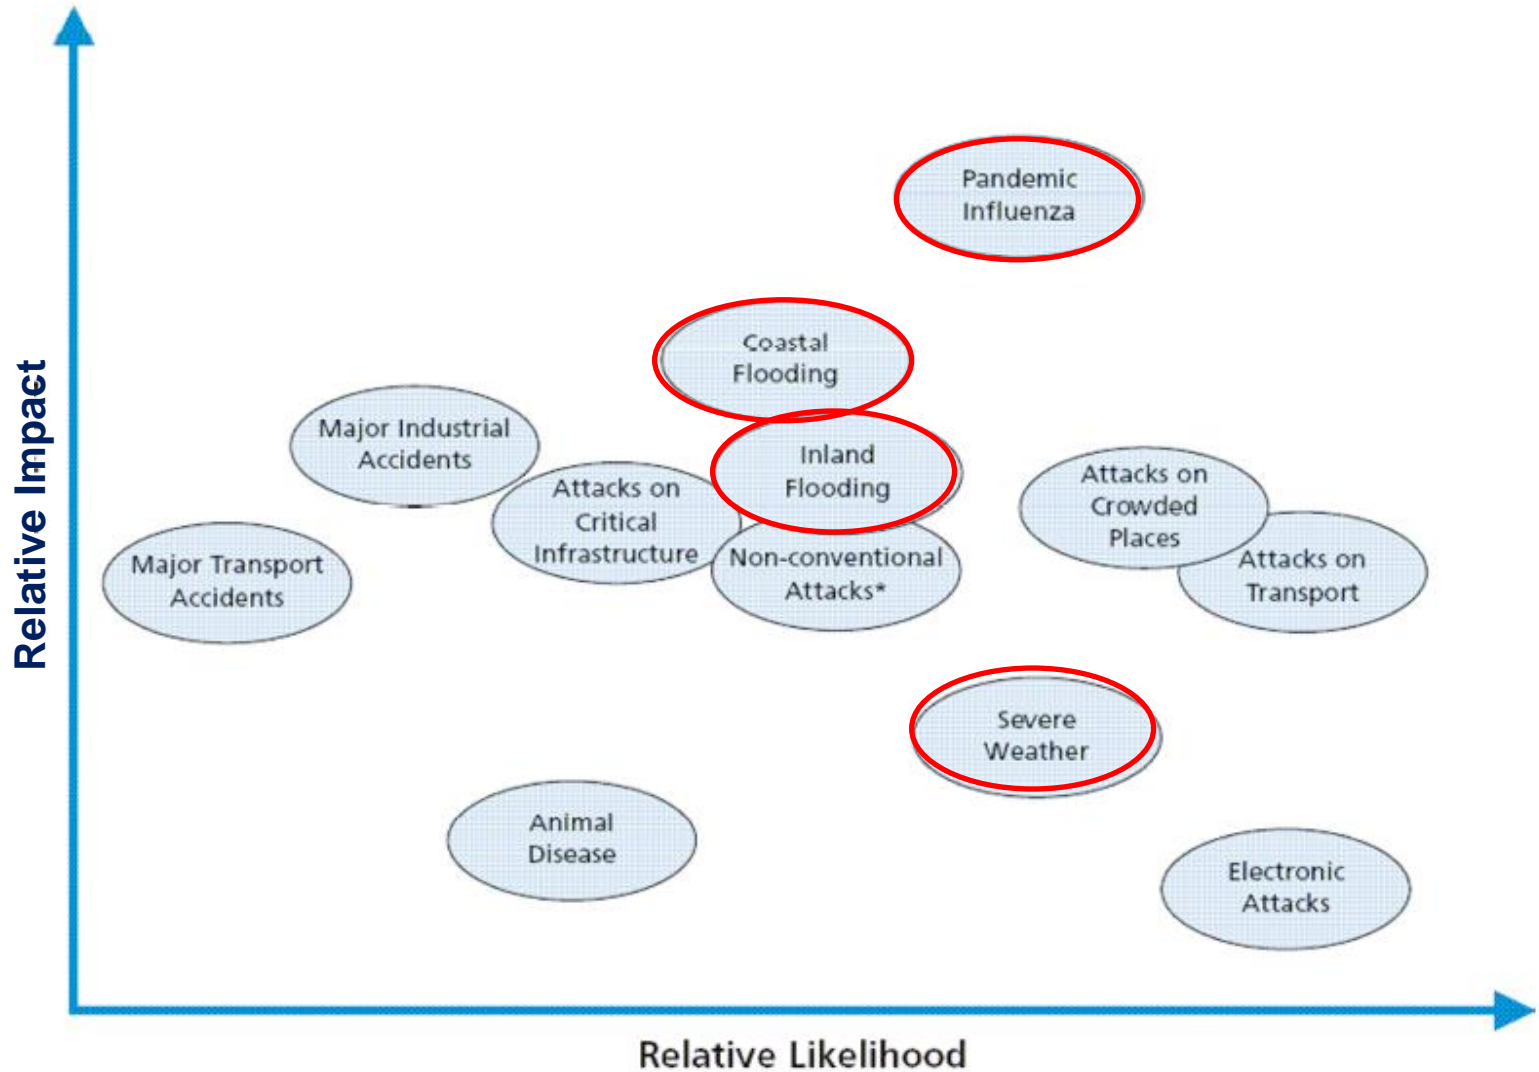 Pandemic
Influenza
Coastal
Flooding
Major Industrial
Accidents
Inland
Flooding
Attacks on
Critical
Infrastructure
Attacks on
Crowded
Places
Non-conventional
Attacks*
Attacks on
Transport
Major Transport
Accidents
Severe
Weather
Animal
Disease
Electronic
Attacks
Relative Impact
Relative Likelihood